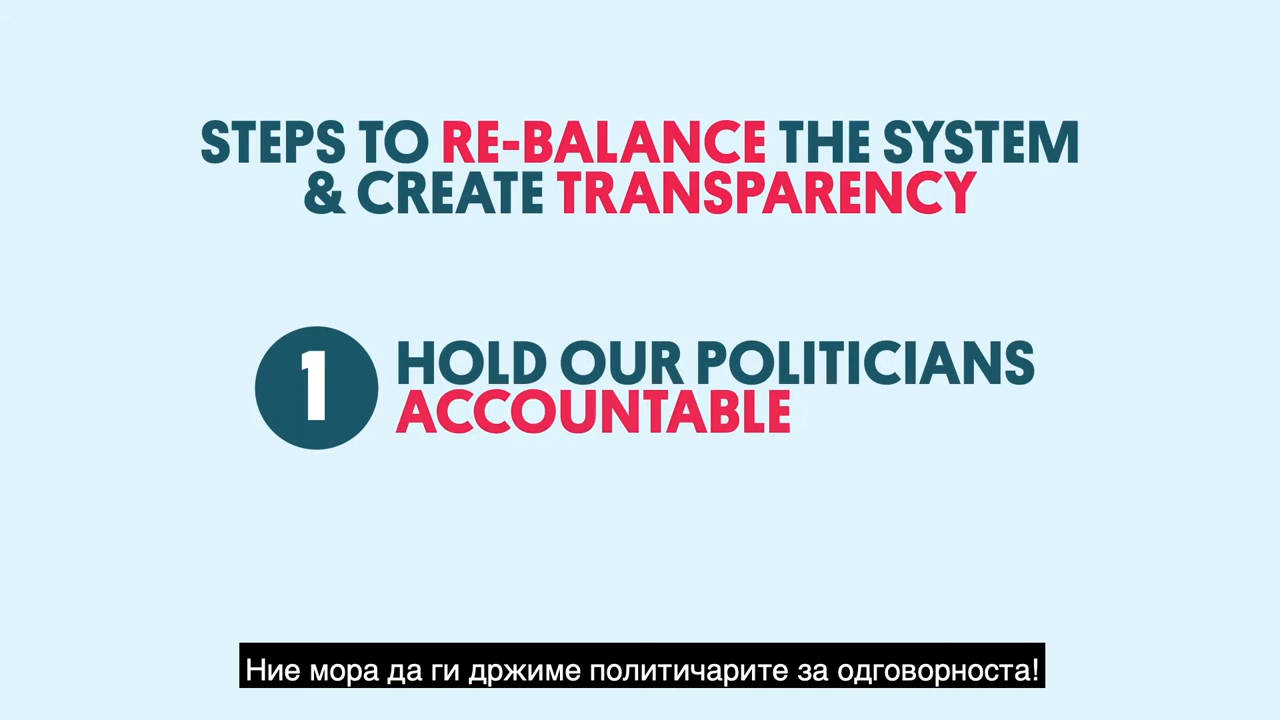 STEPS TO RE-BALANCE THE SYSTEM
& CREATE TRANSPARENCY
1
HOLD OUR POLITICIANS
ACCOUNTABLE
Ние мора да ги држиме политичарите за одговорноста!